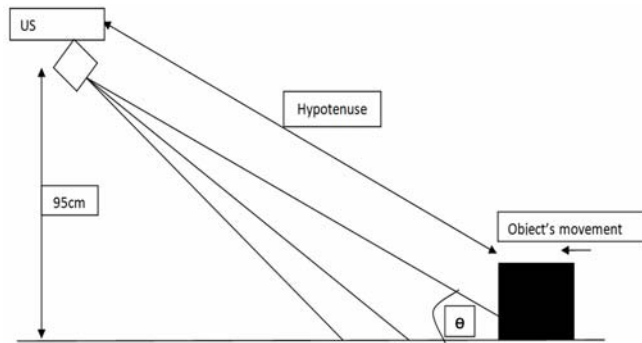 US
Hypotenuse
95cm
Object's movement
θ